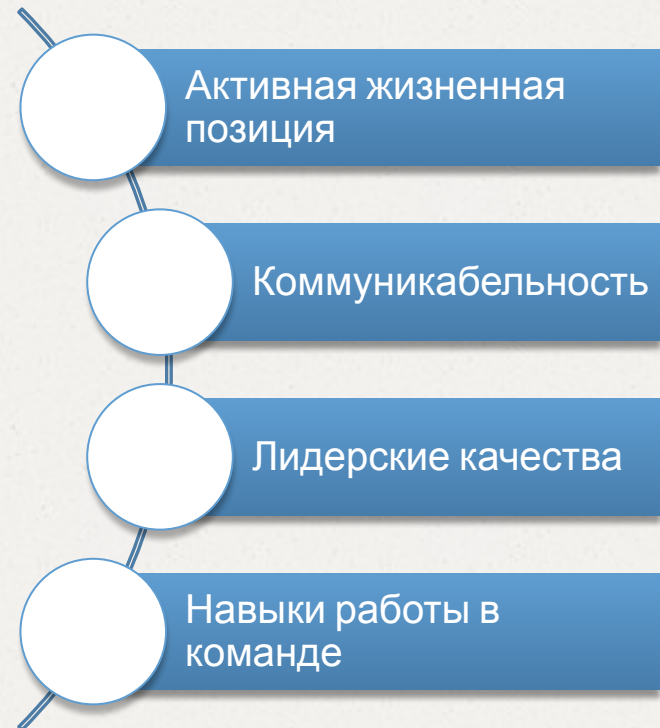 Активная жизненная
позиция
Коммуникабельность
Лидерские качества
Навыки работы в
команде